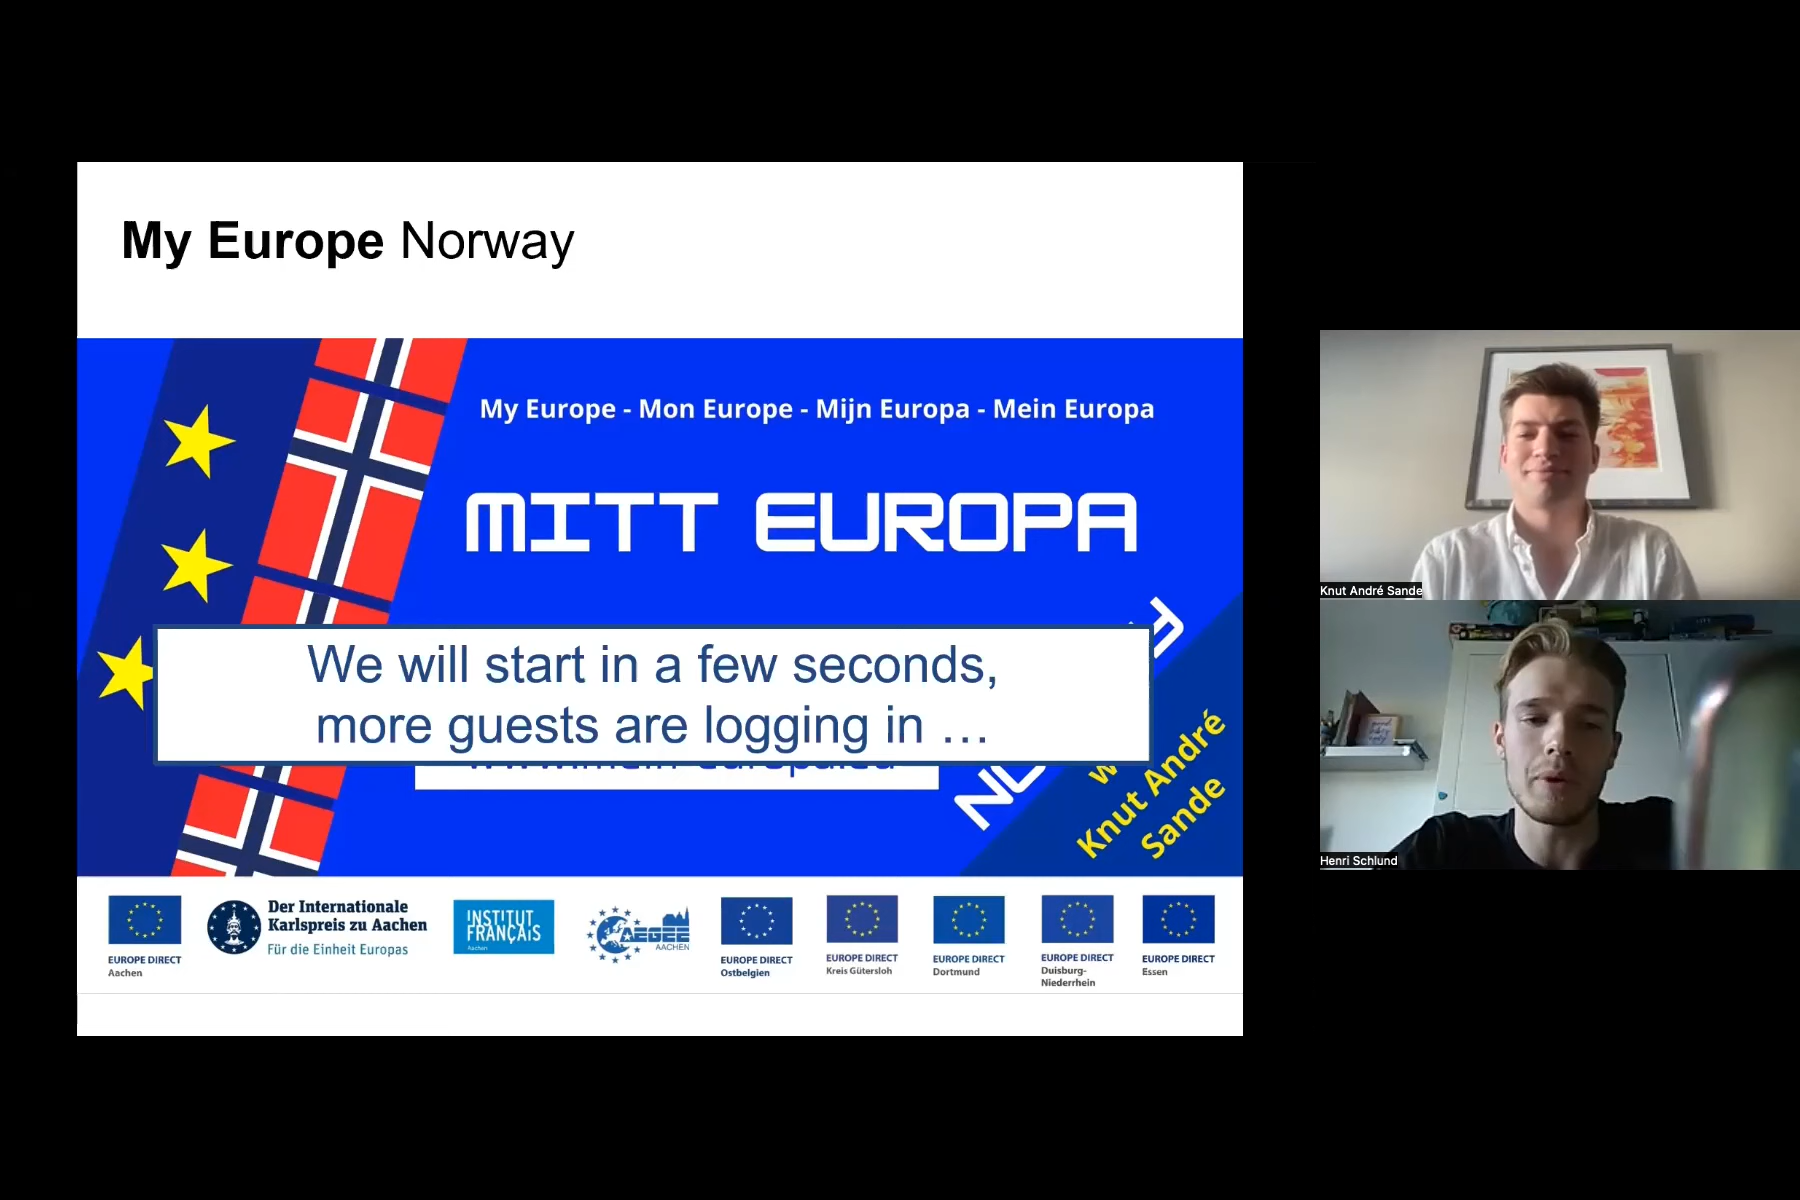 My Europe Norway
My Europe - Mon Europe - Mijn Europa - Mein Europa
MITT EUROPA
We will start in a few seconds,
more guests are logging in …
Knut André
Sande
EUROPE DIRECT
Aachen
Der Internationale
Karlspreis zu Aachen
Für die Einheit Europas
INSTITUT
FRANÇAIS
Aachen
AEGEE
AACHEN
EUROPE DIRECT
Ostbelgien
EUROPE DIRECT
Kreis Gütersloh
EUROPE DIRECT
Dortmund
EUROPE DIRECT
Duisburg-
Niederrhein
EUROPE DIRECT
Essen
Knut André Sande
Henri Schlund